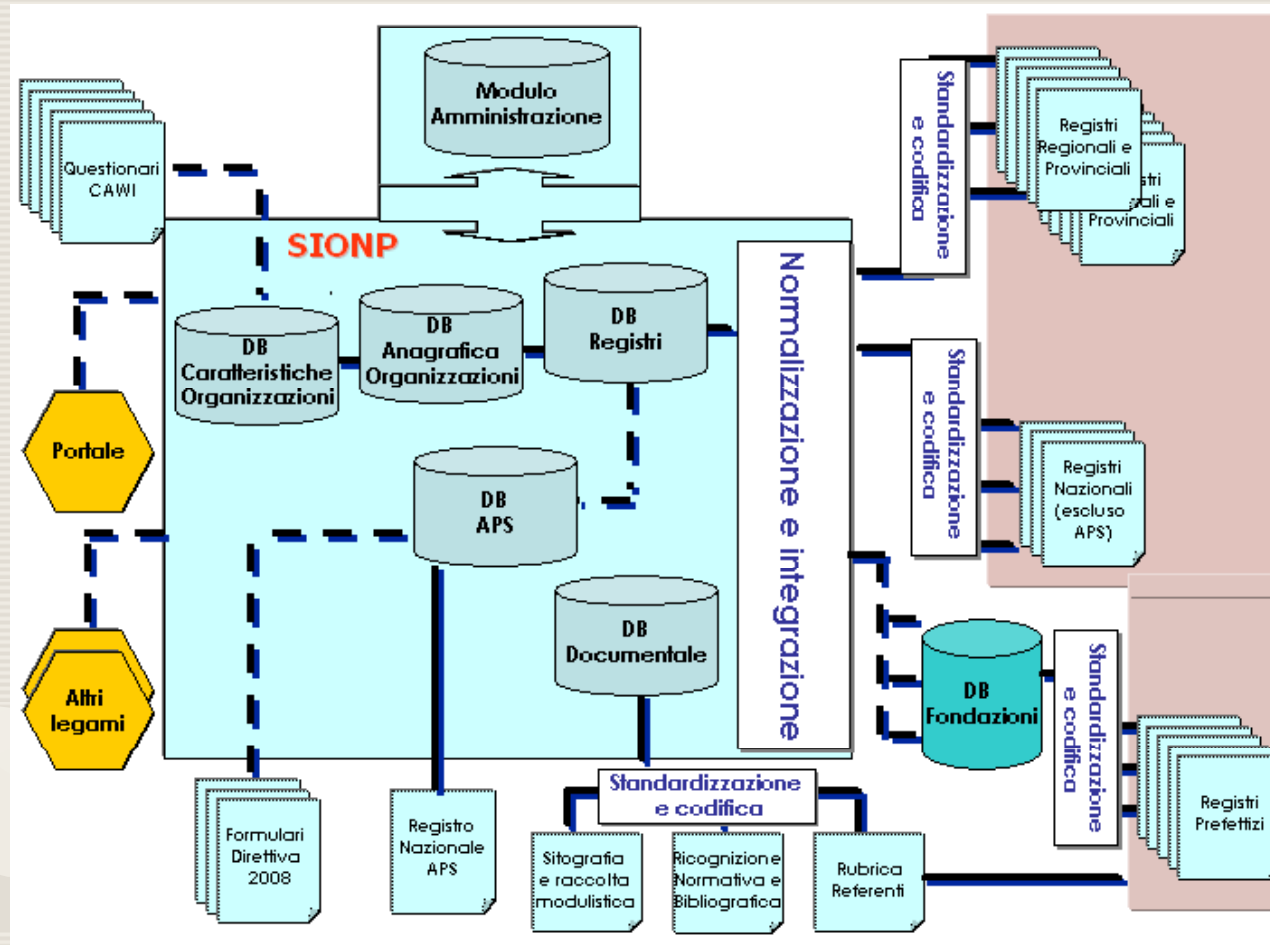 Modulo
Amministrazione
Questionari
CAWI
Standardizzazione
e codifica
Registri
Regionali e
Provinciali
stri
ali e
Provinciali
SIONP
DB
Caratteristiche
Organizzazioni
DB
Anagrafica
Organizzazioni
DB
Registri
Normalizzazione e integrazione
Standardizzazione
e codifica
Registri
Nazionali
(escluso
APS)
Portale
DB
APS
DB
Documentale
Altri
legami
DB
Fondazioni
Standardizzazione
e codifica
Registri
Prefettizi
Standardizzazione
e codifica
Formulari
Direttiva
2008
Registro
Nazionale
APS
Sitografia
e raccolta
modulistica
Ricognizione
Normativa e
Bibliografica
Rubrica
Referenti